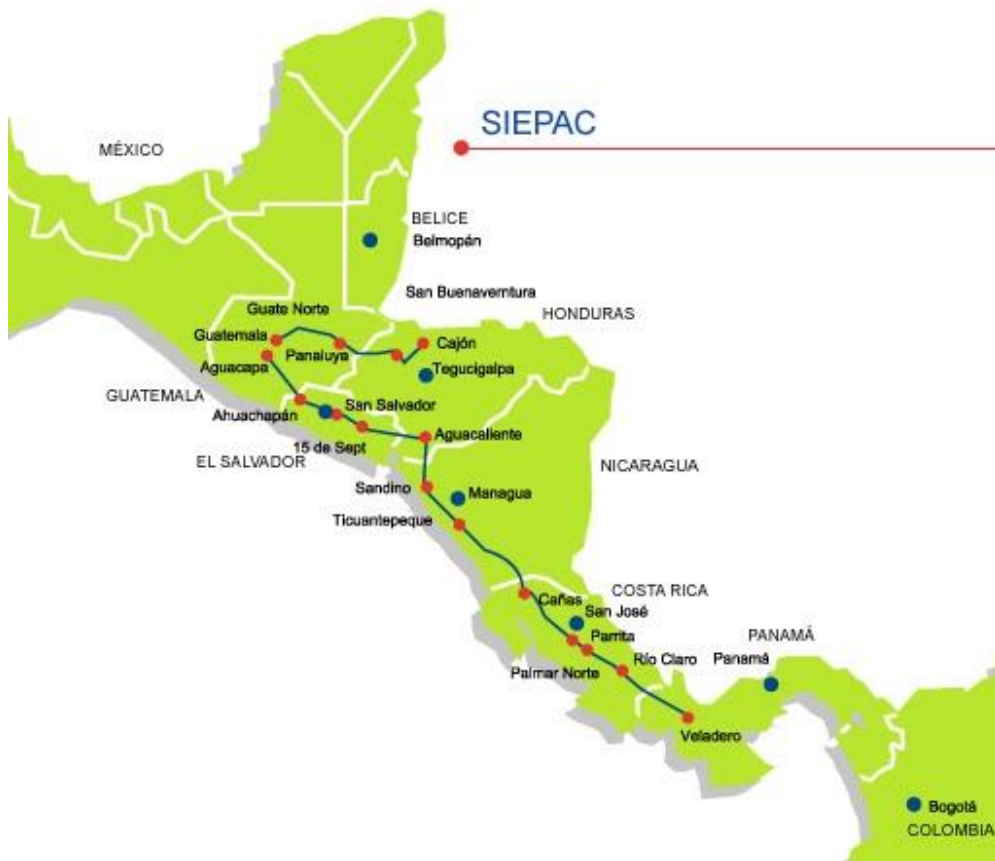 SIEPAC
MÉXICO
BELICE
Belmopán
San Buenaverntura
Guate Norte
HONDURAS
Guatemala
Panaluya
Cajón
Aguacapa
Tegucigalpa
GUATEMALA
San Salvador
Ahuachapán
Aguacaliente
15 de Sept
EL SALVADOR
NICARAGUA
Sandino
Managua
Ticuantepeque
COSTA RICA
Cañas
San José
PANAMÁ
Parrita
Río Claro
Panamá
Palmar Norte
Veladero
Bogotá
COLOMBIA